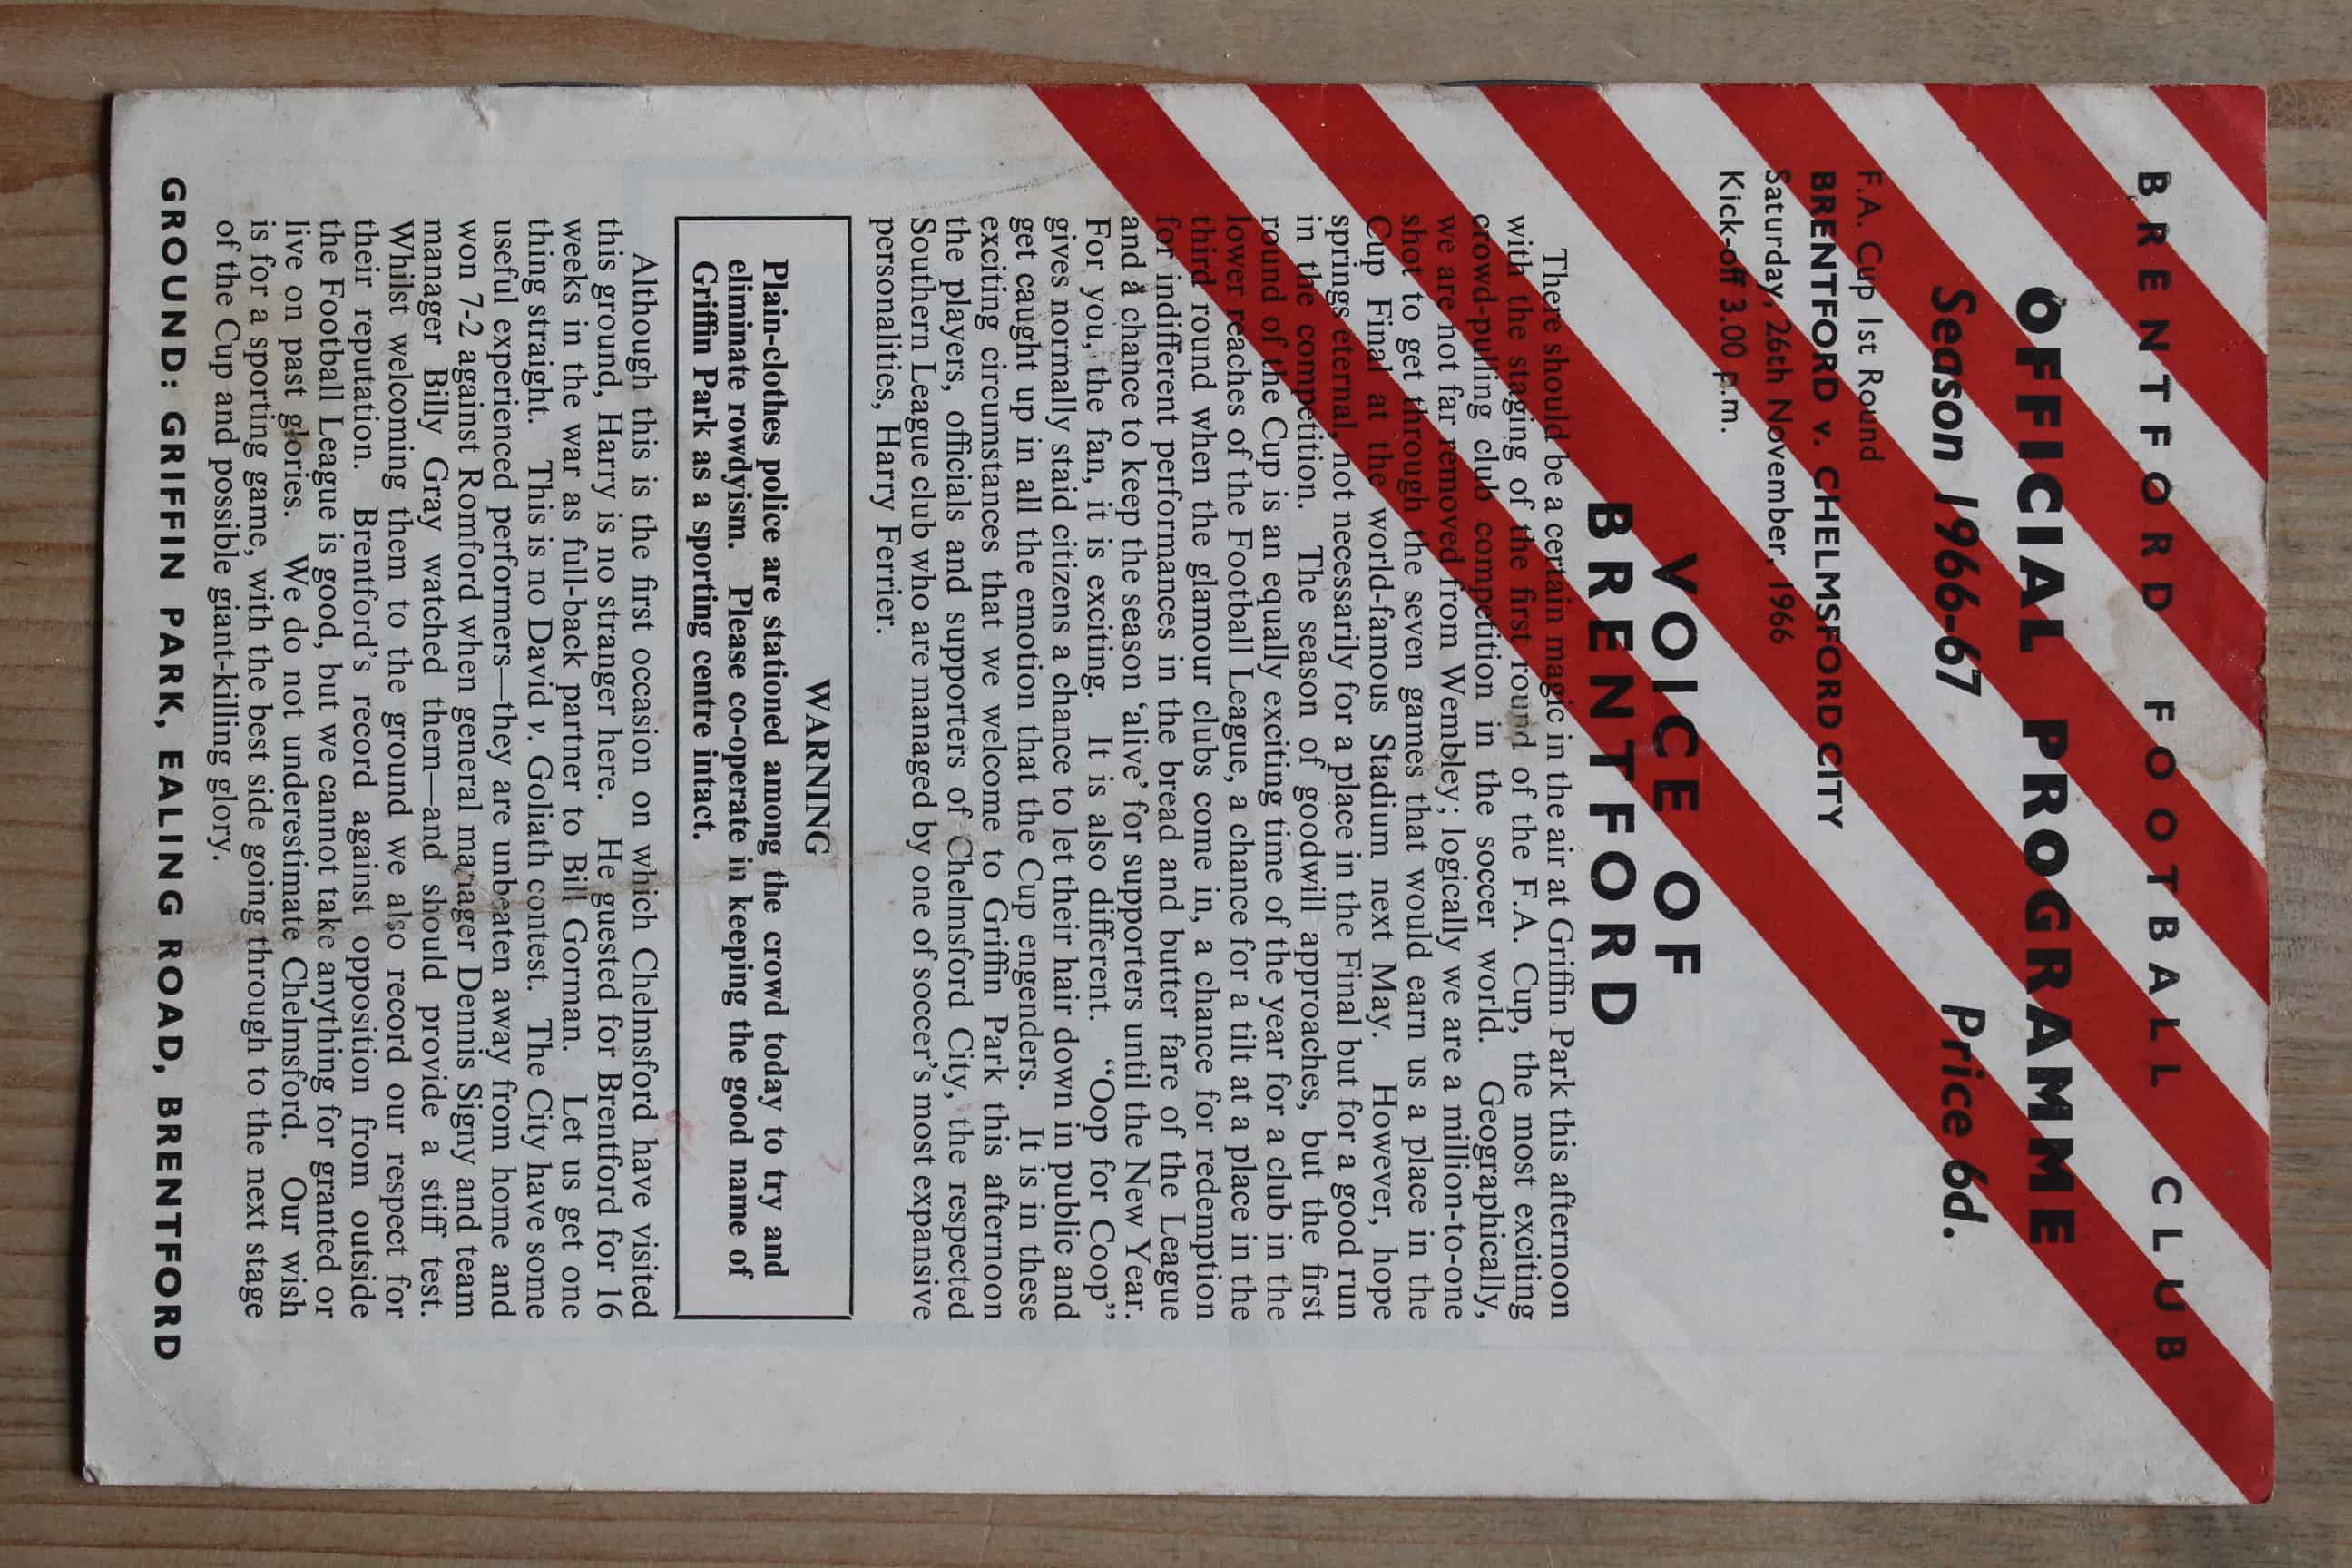 BRENTFORD FOOTBALL CLUB
OFFICIAL PROGRAMME
Season 1966-67 Price 6d.
F.A. Cup 1st Round
BRENTFORD v. CHELMSFORD CITY
Saturday, 26th November, 1966
Kick-off 3.00 p.m.
VOICE OF
BRENTFORD
There should be a certain magic in the air at Griffin Park this afternoon
with the staging of the first round of the F.A. Cup, the most exciting
crowd-pulling club competition in the soccer world. Geographically,
we are not far removed from Wembley; logically we are a million-to-one
shot to get through the seven games that would earn us a place in the
Cup Final at the world-famous Stadium next May. However, hope
springs eternal, not necessarily for a place in the Final but for a good run
in the competition. The season of goodwill approaches, but the first
round of the Cup is an equally exciting time of the year for a club in the
lower reaches of the Football League, a chance for a tilt at a place in the
third round when the glamour clubs come in, a chance for redemption
for indifferent performances in the bread and butter fare of the League
and a chance to keep the season 'alive' for supporters until the New Year.
For you, the fan, it is exciting. It is also different. "Oop for Coop"
gives normally staid citizens a chance to let their hair down in public and
get caught up in all the emotion that the Cup engenders. It is in these
exciting circumstances that we welcome to Griffin Park this afternoon
the players, officials and supporters of Chelmsford City, the respected
Southern League club who are managed by one of soccer's most expansive
personalities, Harry Ferrier.
WARNING
Plain-clothes police are stationed among the crowd today to try and
eliminate rowdyism. Please co-operate in keeping the good name of
Griffin Park as a sporting centre intact.
Although this is the first occasion on which Chelmsford have visited
this ground, Harry is no stranger here. He guested for Brentford for 16
weeks in the war as full-back partner to Bill Gorman. Let us get one
thing straight. This is no David v. Goliath contest. The City have some
useful experienced performers—they are unbeaten away from home and
won 7-2 against Romford when general manager Dennis Signy and team
manager Billy Gray watched them—and should provide a stiff test.
Whilst welcoming them to the ground we also record our respect for
their reputation. Brentford's record against opposition from outside
the Football League is good, but we cannot take anything for granted or
live on past glories. We do not underestimate Chelmsford. Our wish
is for a sporting game, with the best side going through to the next stage
of the Cup and possible giant-killing glory.
GROUND: GRIFFIN PARK, EALING ROAD, BRENTFORD